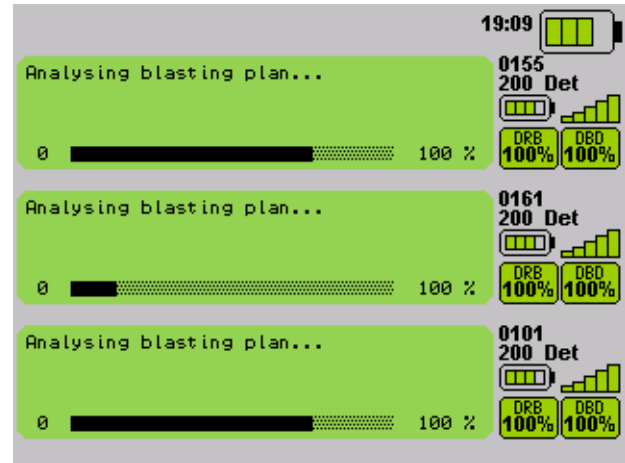 19:09
Analysing blasting plan...
0 100 %
0155
200 Det
DRB DBD
100% 100%
Analysing blasting plan...
0 100 %
0161
200 Det
DRB DBD
100% 100%
Analysing blasting plan...
0 100 %
0101
200 Det
DRB DBD
100% 100%